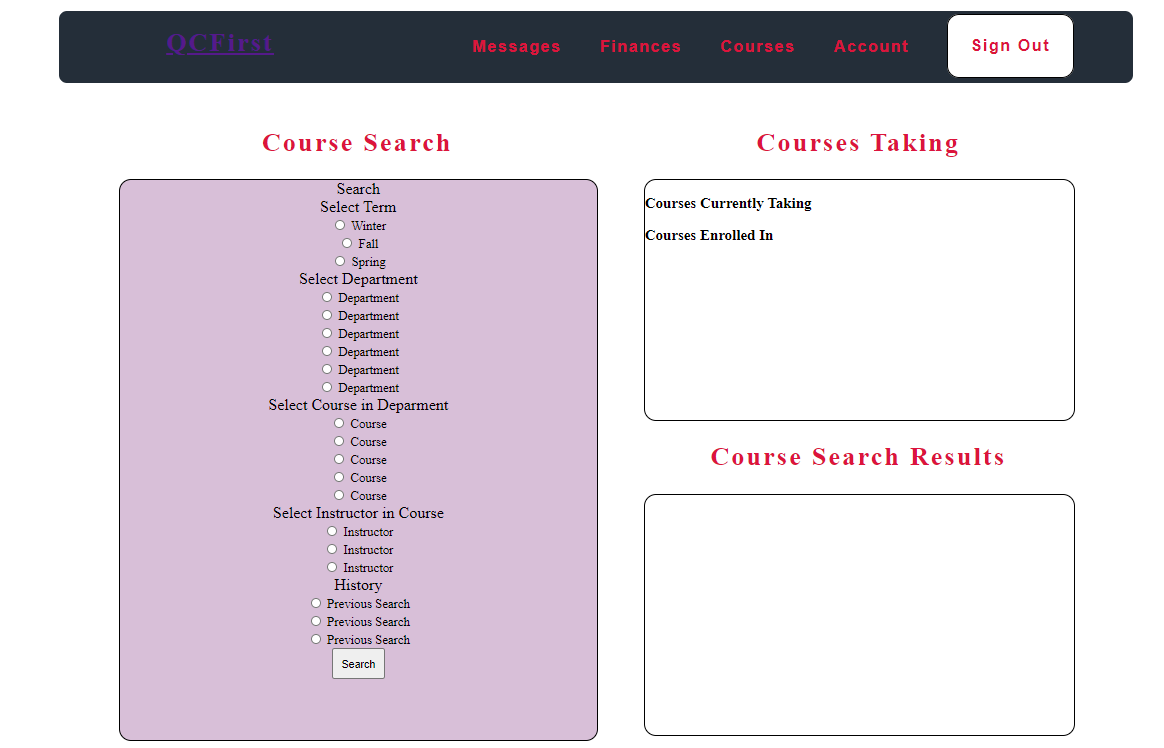 QCFirst
Messages Finances Courses Account Sign Out
Course Search
Search
Select Term
Winter
Fall
Spring
Select Department
Department
Department
Department
Department
Department
Department
Select Course in Deparment
Course
Course
Course
Course
Course
Select Instructor in Course
Instructor
Instructor
Instructor
History
Previous Search
Previous Search
Previous Search
Search
Courses Taking
Courses Currently Taking
Courses Enrolled In
Course Search Results